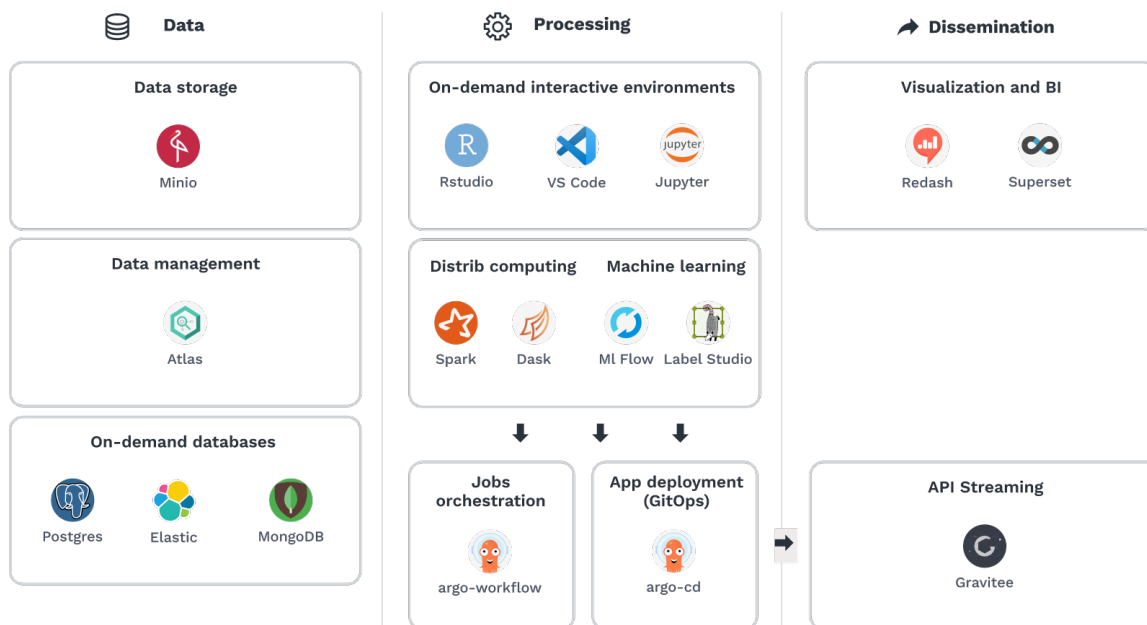 Data
Data storage
Minio
Data management
Atlas
On-demand databases
Postgres
Elastic
MongoDB
Processing
On-demand interactive environments
R
Rstudio
VS Code
jupyter
Jupyter
Distrib computing
Spark
Dask
Machine learning
Ml Flow
Label Studio
Jobs
orchestration
argo-workflow
App deployment
(GitOps)
argo-cd
Dissemination
Visualization and BI
Redash
Superset
API Streaming
Gravitee